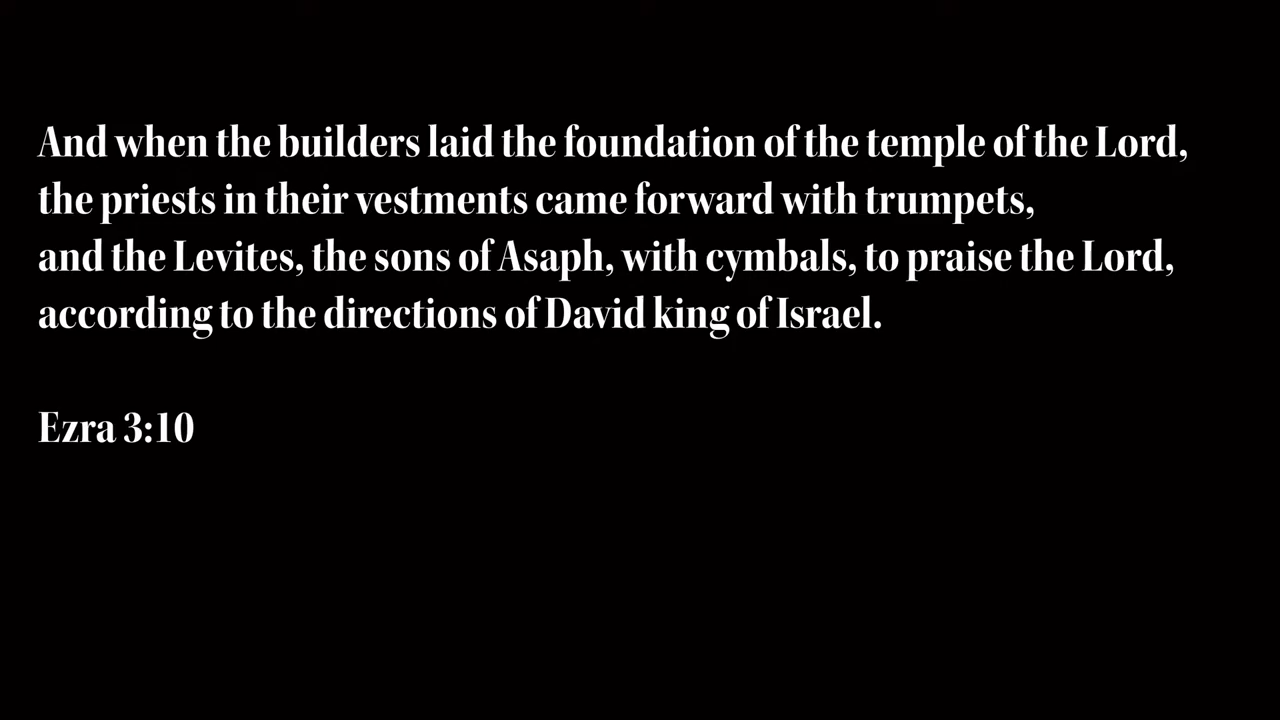 And when the builders laid the foundation of the temple of the Lord,
the priests in their vestments came forward with trumpets,
and the Levites, the sons of Asaph, with cymbals, to praise the Lord,
according to the directions of David king of Israel.
Ezra 3:10